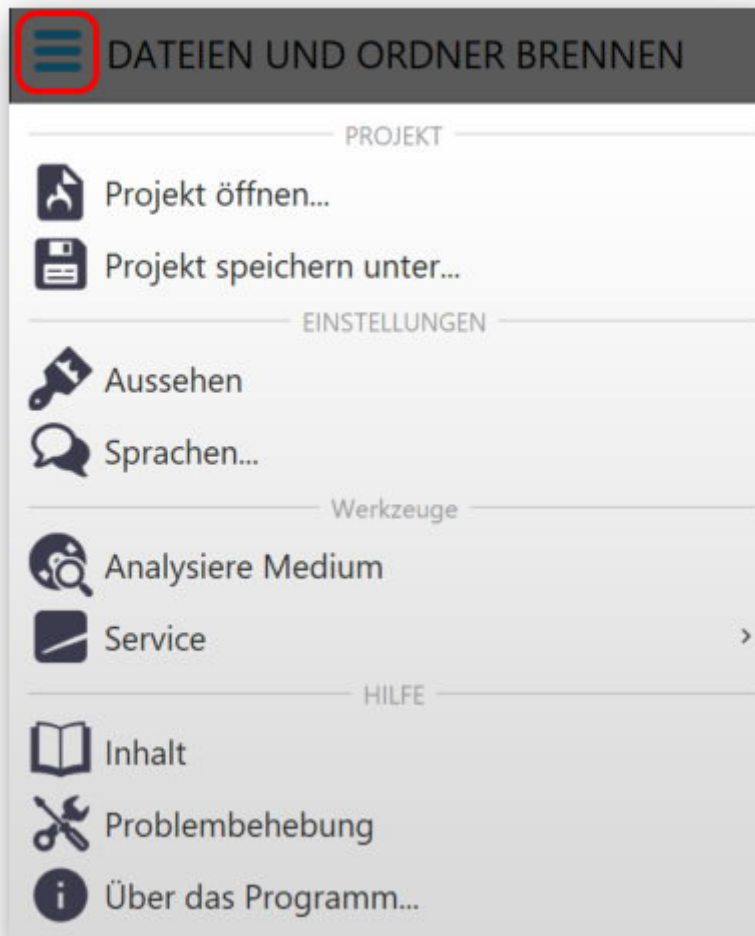 DATEIEN UND ORDNER BRENNEN
PROJEKT
Projekt öffnen...
Projekt speichern unter...
EINSTELLUNGEN
Aussehen
Sprachen...
Werkzeuge
Analysiere Medium
Service
HILFE
Inhalt
Problembehebung
Über das Programm...